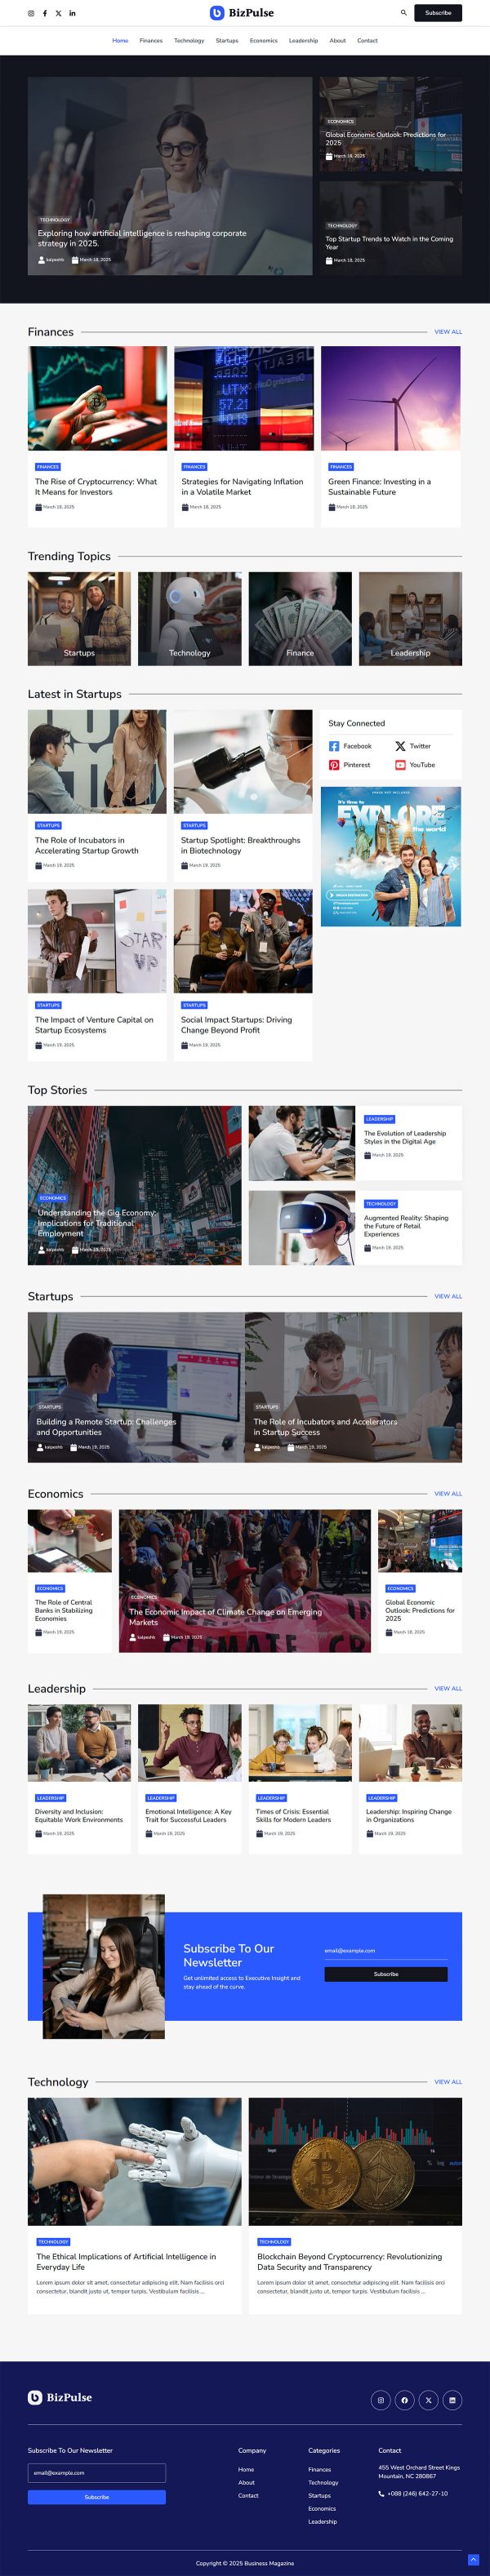 BizPulse
Subscribe
Home Finances Technology Startups Economics Leadership About Contact
TECHNOLOGY
Exploring how artificial intelligence is reshaping corporate
strategy in 2025.
kalpeshb March 18, 2025
ECONOMICS
Global Economic Outlook: Predictions for
2025
March 18, 2025
TECHNOLOGY
Top Startup Trends to Watch in the Coming
Year
March 18, 2025
Finances VIEW ALL
FINANCES
The Rise of Cryptocurrency: What
It Means for Investors
March 18, 2025
UTX
57.21
FINANCES
Strategies for Navigating Inflation
in a Volatile Market
March 18, 2025
FINANCES
Green Finance: Investing in a
Sustainable Future
March 18, 2025
Trending Topics
Startups
Technology
Finance
Leadership
Latest in Startups
STARTUPS
The Role of Incubators in
Accelerating Startup Growth
March 19, 2025
STARTUPS
Startup Spotlight: Breakthroughs
in Biotechnology
March 19, 2025
Stay Connected
Facebook Twitter
Pinterest YouTube
It's time to
EXPLORE
the world
START
UP
STARTUPS
The Impact of Venture Capital on
Startup Ecosystems
March 19, 2025
STARTUPS
Social Impact Startups: Driving
Change Beyond Profit
March 19, 2025
Top Stories
ECONOMICS
Understanding the Gig Economy:
Implications for Traditional
Employment
kalpeshb March 19, 2025
LEADERSHIP
The Evolution of Leadership
Styles in the Digital Age
March 19, 2025
TECHNOLOGY
Augmented Reality: Shaping
the Future of Retail
Experiences
March 19, 2025
Startups VIEW ALL
STARTUPS
Building a Remote Startup: Challenges
and Opportunities
kalpeshb March 19, 2025
STARTUPS
The Role of Incubators and Accelerators
in Startup Success
kalpeshb March 19, 2025
Economics VIEW ALL
ECONOMICS
The Role of Central
Banks in Stabilizing
Economies
March 19, 2025
ECONOMICS
The Economic Impact of Climate Change on Emerging
Markets
kalpeshb March 19, 2025
ECONOMICS
Global Economic
Outlook: Predictions for
2025
March 18, 2025
Leadership VIEW ALL
LEADERSHIP
Diversity and Inclusion:
Equitable Work Environments
March 19, 2025
LEADERSHIP
Emotional Intelligence: A Key
Trait for Successful Leaders
March 19, 2025
LEADERSHIP
Times of Crisis: Essential
Skills for Modern Leaders
March 19, 2025
LEADERSHIP
Leadership: Inspiring Change
in Organizations
March 19, 2025
Subscribe To Our
Newsletter
Get unlimited access to Executive Insight and
stay ahead of the curve.
email@example.com
Subscribe
Technology VIEW ALL
TECHNOLOGY
The Ethical Implications of Artificial Intelligence in
Everyday Life
Lorem ipsum dolor sit amet, consectetur adipiscing elit. Nam facilisis orci
consectetur, blandit justo ut, tempor turpis. Vestibulum facilisis ...
Sept
16
% log auto
TECHNOLOGY
Blockchain Beyond Cryptocurrency: Revolutionizing
Data Security and Transparency
Lorem ipsum dolor sit amet, consectetur adipiscing elit. Nam facilisis orci
consectetur, blandit justo ut, tempor turpis. Vestibulum facilisis ...
BizPulse
Subscribe To Our Newsletter
email@example.com
Subscribe
Company
Home
About
Contact
Categories
Finances
Technology
Startups
Economics
Leadership
Contact
455 West Orchard Street Kings
Mountain, NC 280867
+088 (246) 642-27-10
Copyright © 2025 Business Magazine